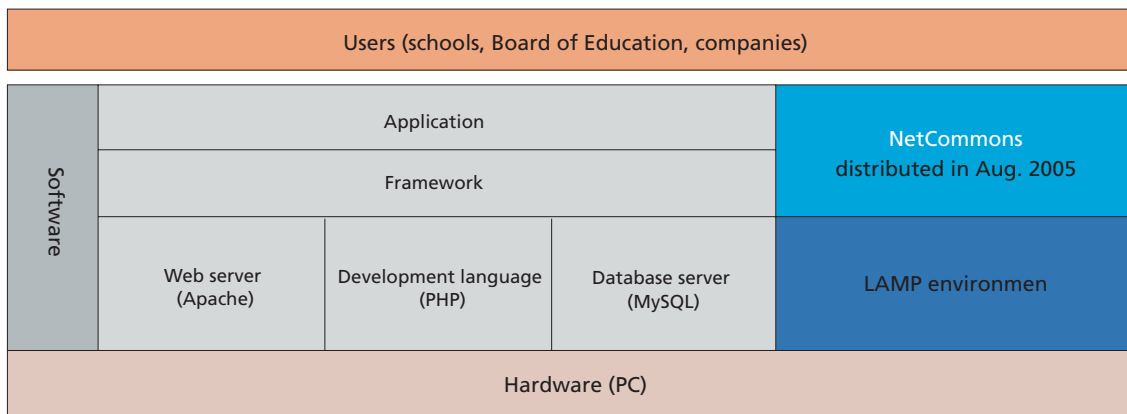 Users (schools, Board of Education, companies)
Software
Application
Framework
NetCommons
distributed in Aug. 2005
Web server
(Apache)
Development language
(PHP)
Database server
(MySQL)
LAMP environmen
Hardware (PC)